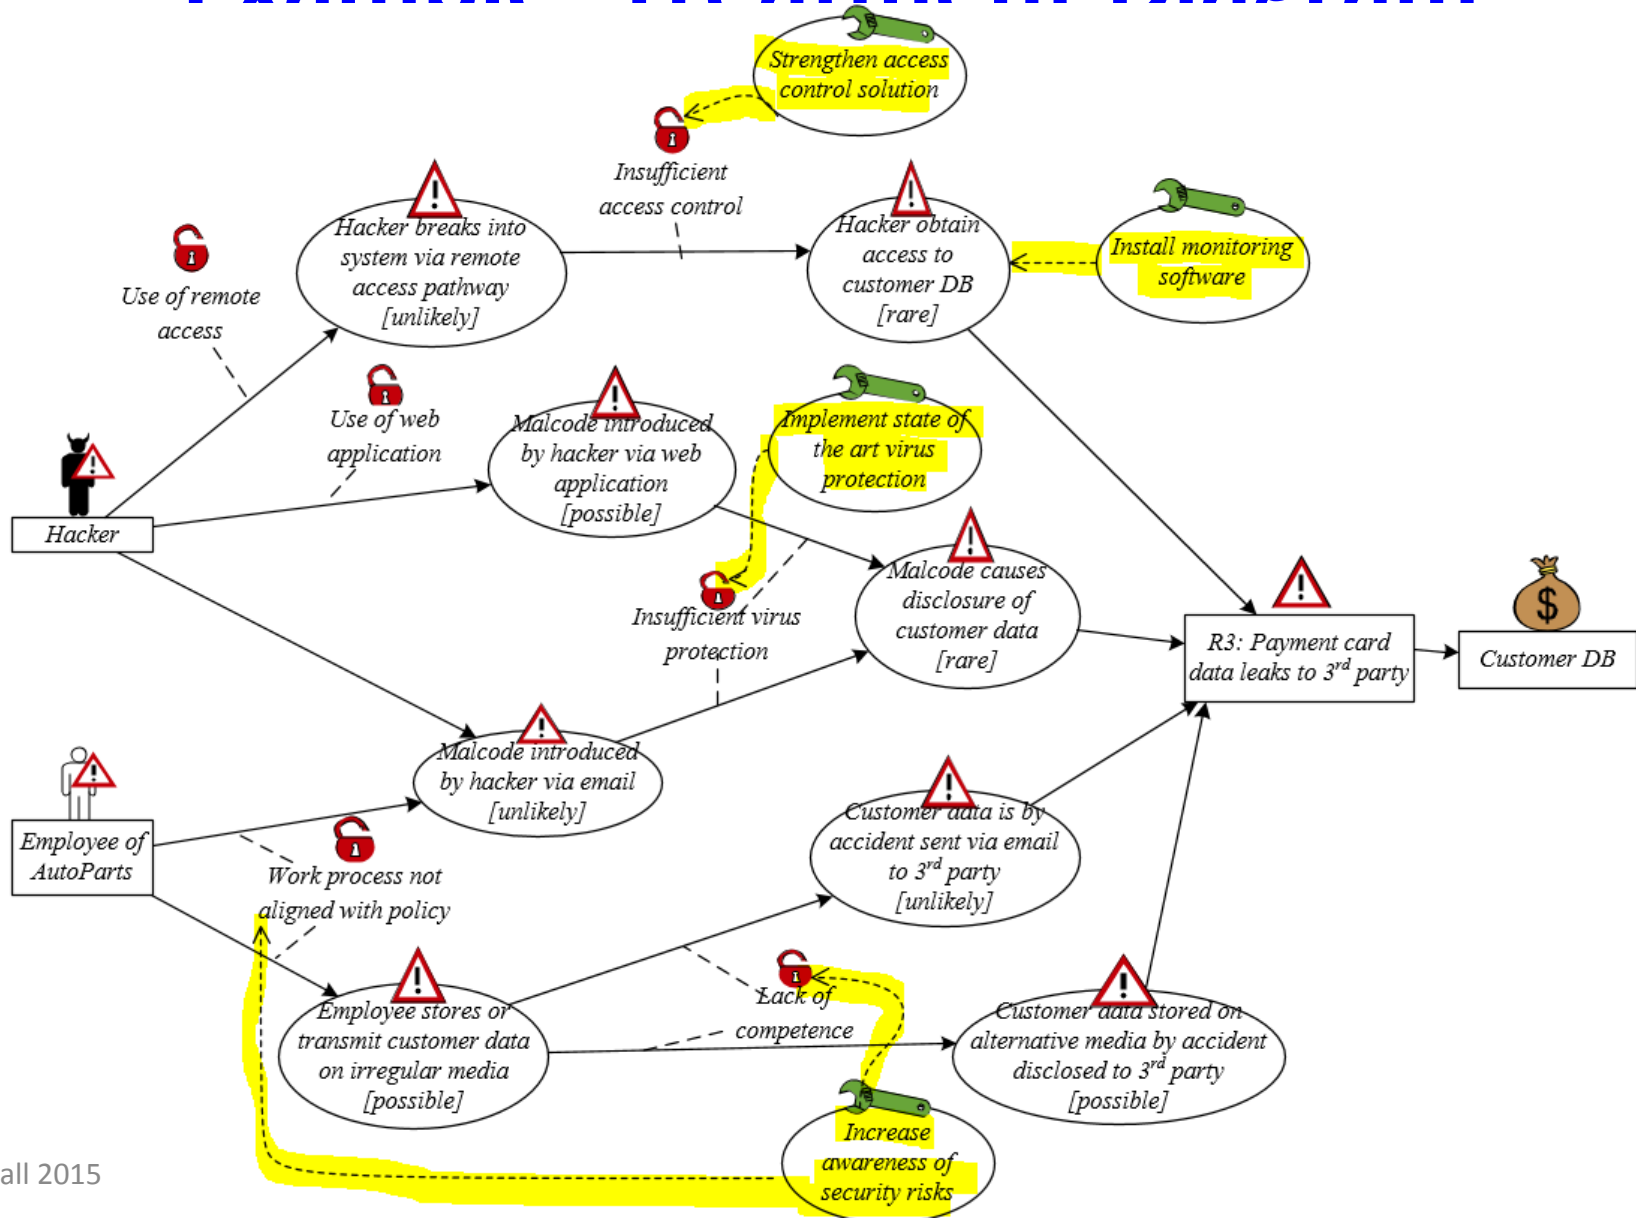 Strengthen access
control solution
Insufficient
access control
Hacker breaks into
system via remote
access pathway
[unlikely]
Hacker obtain
access to
customer DB
[rare]
Install monitoring
software
Use of remote
access
Use of web
application
Malcode introduced
by hacker via web
application
[possible]
Implement state of
the art virus
protection
Hacker
Malcode causes
disclosure of
customer data
[rare]
Insufficient virus
protection
R3: Payment card
data leaks to 3rd party
$
Customer DB
Malcode introduced
by hacker via email
[unlikely]
Employee of
AutoParts
Work process not
aligned with policy
Customer data is by
accident sent via email
to 3rd party
[unlikely]
Lack of
competence
Employee stores or
transmit customer data
on irregular media
[possible]
Customer data stored on
alternative media by accident
disclosed to 3rd party
[possible]
Increase
awareness of
security risks
all 2015